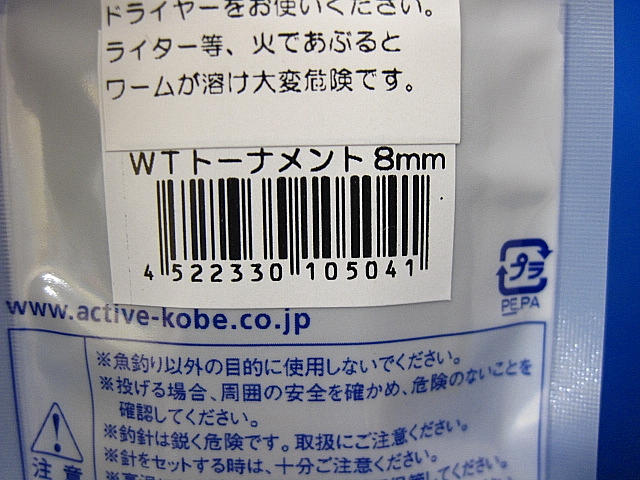 ドライヤーをお使いください。
ライター等、火であぶると
ワームが溶け大変危険です。
WTトーナメント8mm
4 522330 105041
プラ
PE,PA
www.active-kobe.co.jp
※魚釣り以外の目的に使用しないでください。
※投げる場合、周囲の安全を確かめ、危険のないことを
確認してください。
※釣針は鋭く危険です。取扱にご注意ください。
※針をセットする時は、十分ご注意ください。
注意